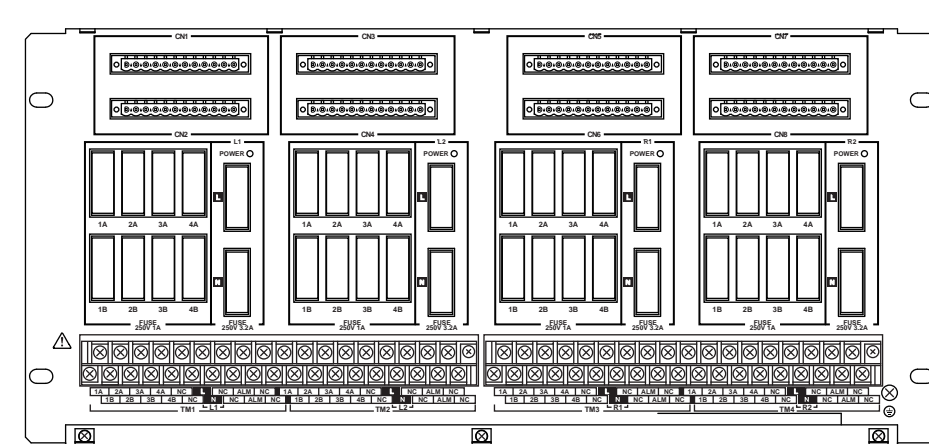 CN1 CN3 CN5 CN7
CN2 CN4 CN6 CN8
L1 L2 R1 R2
POWER POWER POWER POWER
L L L L
1A 2A 3A 4A 1A 2A 3A 4A 1A 2A 3A 4A 1A 2A 3A 4A
N N N N
1B 2B 3B 4B 1B 2B 3B 4B 1B 2B 3B 4B 1B 2B 3B 4B
FUSE FUSE FUSE FUSE FUSE FUSE FUSE FUSE
250V 1A 250V 3.2A 250V 1A 250V 3.2A 250V 1A 250V 3.2A 250V 1A 250V 3.2A
1A 2A 3A 4A NC L NC ALM NC 1A 2A 3A 4A NC L NC ALM NC 1A 2A 3A 4A NC L NC ALM NC 1A 2A 3A 4A NC L NC ALM NC
1B 2B 3B 4B NC N NC ALM NC 1B 2B 3B 4B NC N NC ALM NC 1B 2B 3B 4B NC N NC ALM NC 1B 2B 3B 4B NC N NC ALM NC
TM1 L1 TM2 L2 TM3 R1 TM4 R2